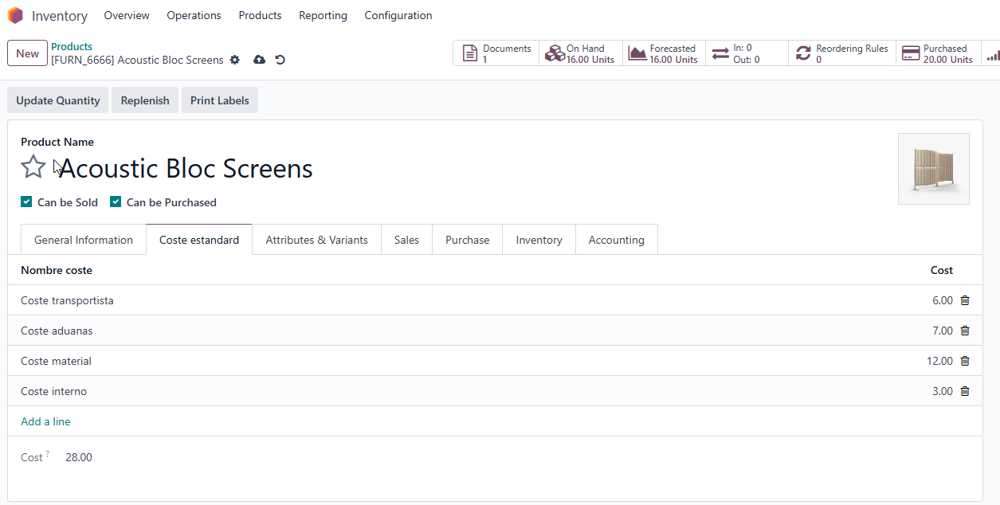 Inventory Overview Operations Products Reporting Configuration
New
Products
[FURN_6666] Acoustic Bloc Screens
Documents
1
On Hand
16.00 Units
Forecasted
16.00 Units
In: 0
Out: 0
Reordering Rules
0
Purchased
20.00 Units
Update Quantity Replenish Print Labels
Product Name
Acoustic Bloc Screens
Can be Sold Can be Purchased
General Information Coste estandard Attributes & Variants Sales Purchase Inventory Accounting
Nombre coste Cost
Coste transportista 6.00
Coste aduanas 7.00
Coste material 12.00
Coste interno 3.00
Add a line
Cost ? 28.00